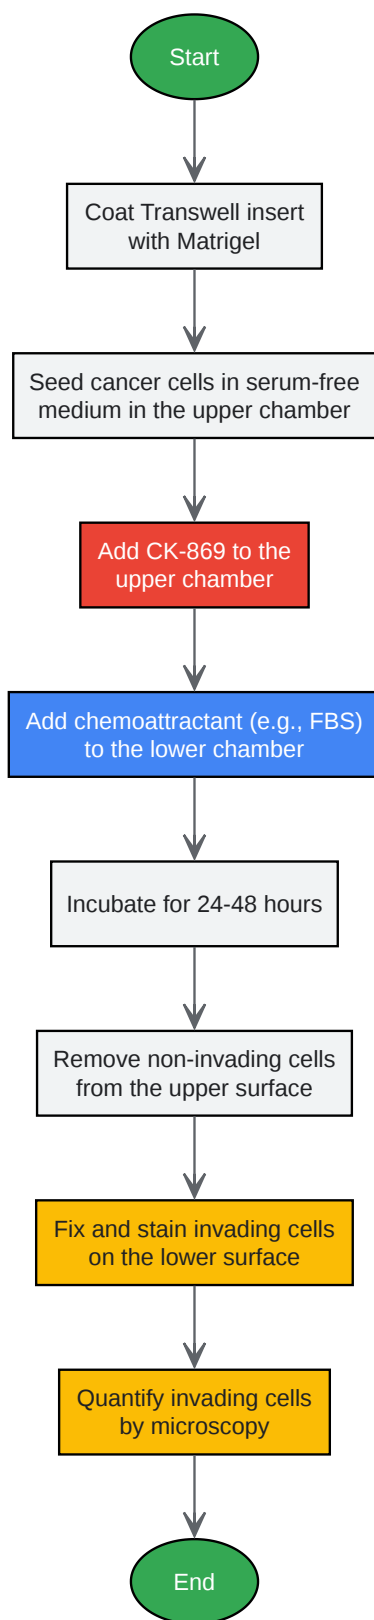 Start
Coat Transwell insert
with Matrigel
Seed cancer cells in serum-free
medium in the upper chamber
Add CK-869 to the
upper chamber
Add chemoattractant (e.g., FBS)
to the lower chamber
Incubate for 24-48 hours
Remove non-invading cells
from the upper surface
Fix and stain invading cells
on the lower surface
Quantify invading cells
by microscopy
End